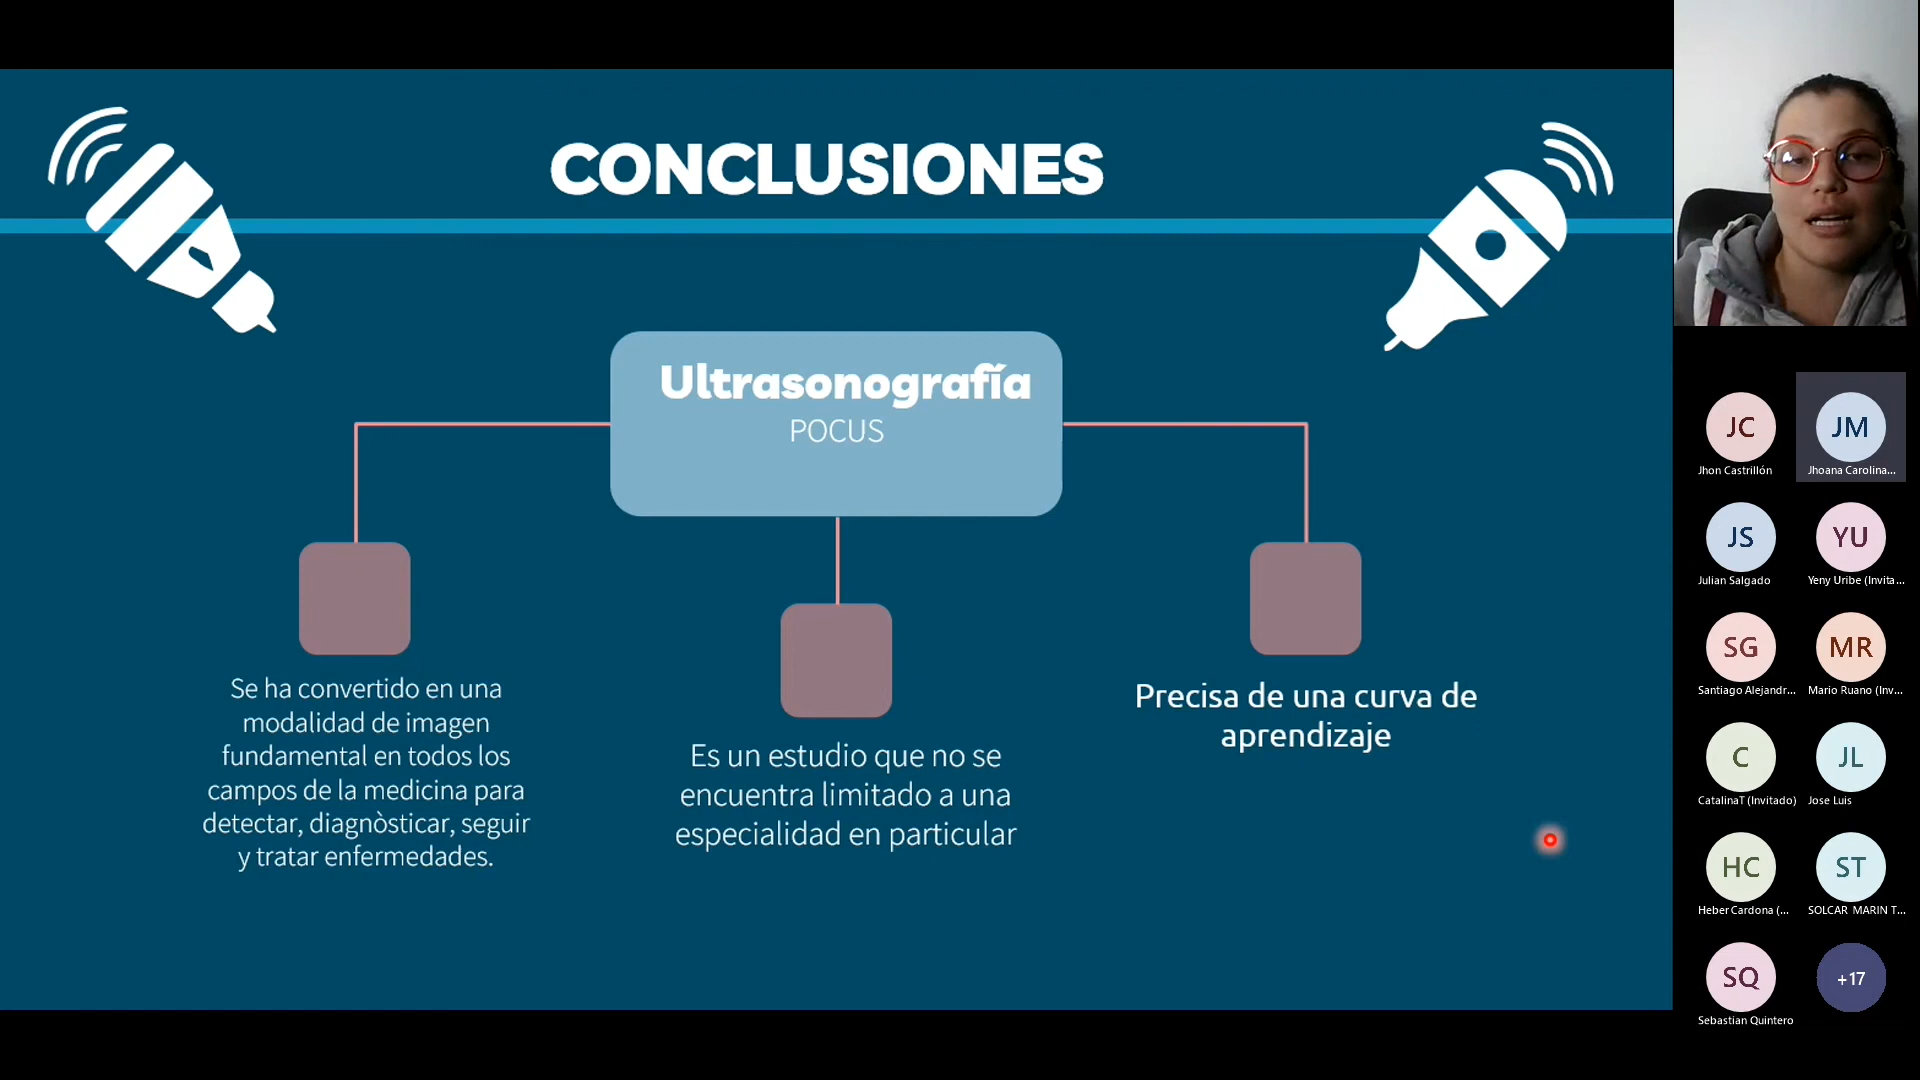 CONCLUSIONES
Ultrasonografía
POCUS
Se ha convertido en una
modalidad de imagen
fundamental en todos los
campos de la medicina para
detectar, diagnòsticar, seguir
y tratar enfermedades.
Es un estudio que no se
encuentra limitado a una
especialidad en particular
Precisa de una curva de
aprendizaje
JC
Jhon Castrillón
JM
Jhoana Carolina...
JS
Julian Salgado
YU
Yeny Uribe (Invita...
SG
Santiago Alejandr...
MR
Mario Ruano (Inv...
C
CatalinaT (Invitado)
JL
Jose Luis
HC
Heber Cardona (...
ST
SOLCAR MARIN T...
SQ
Sebastian Quintero
+17